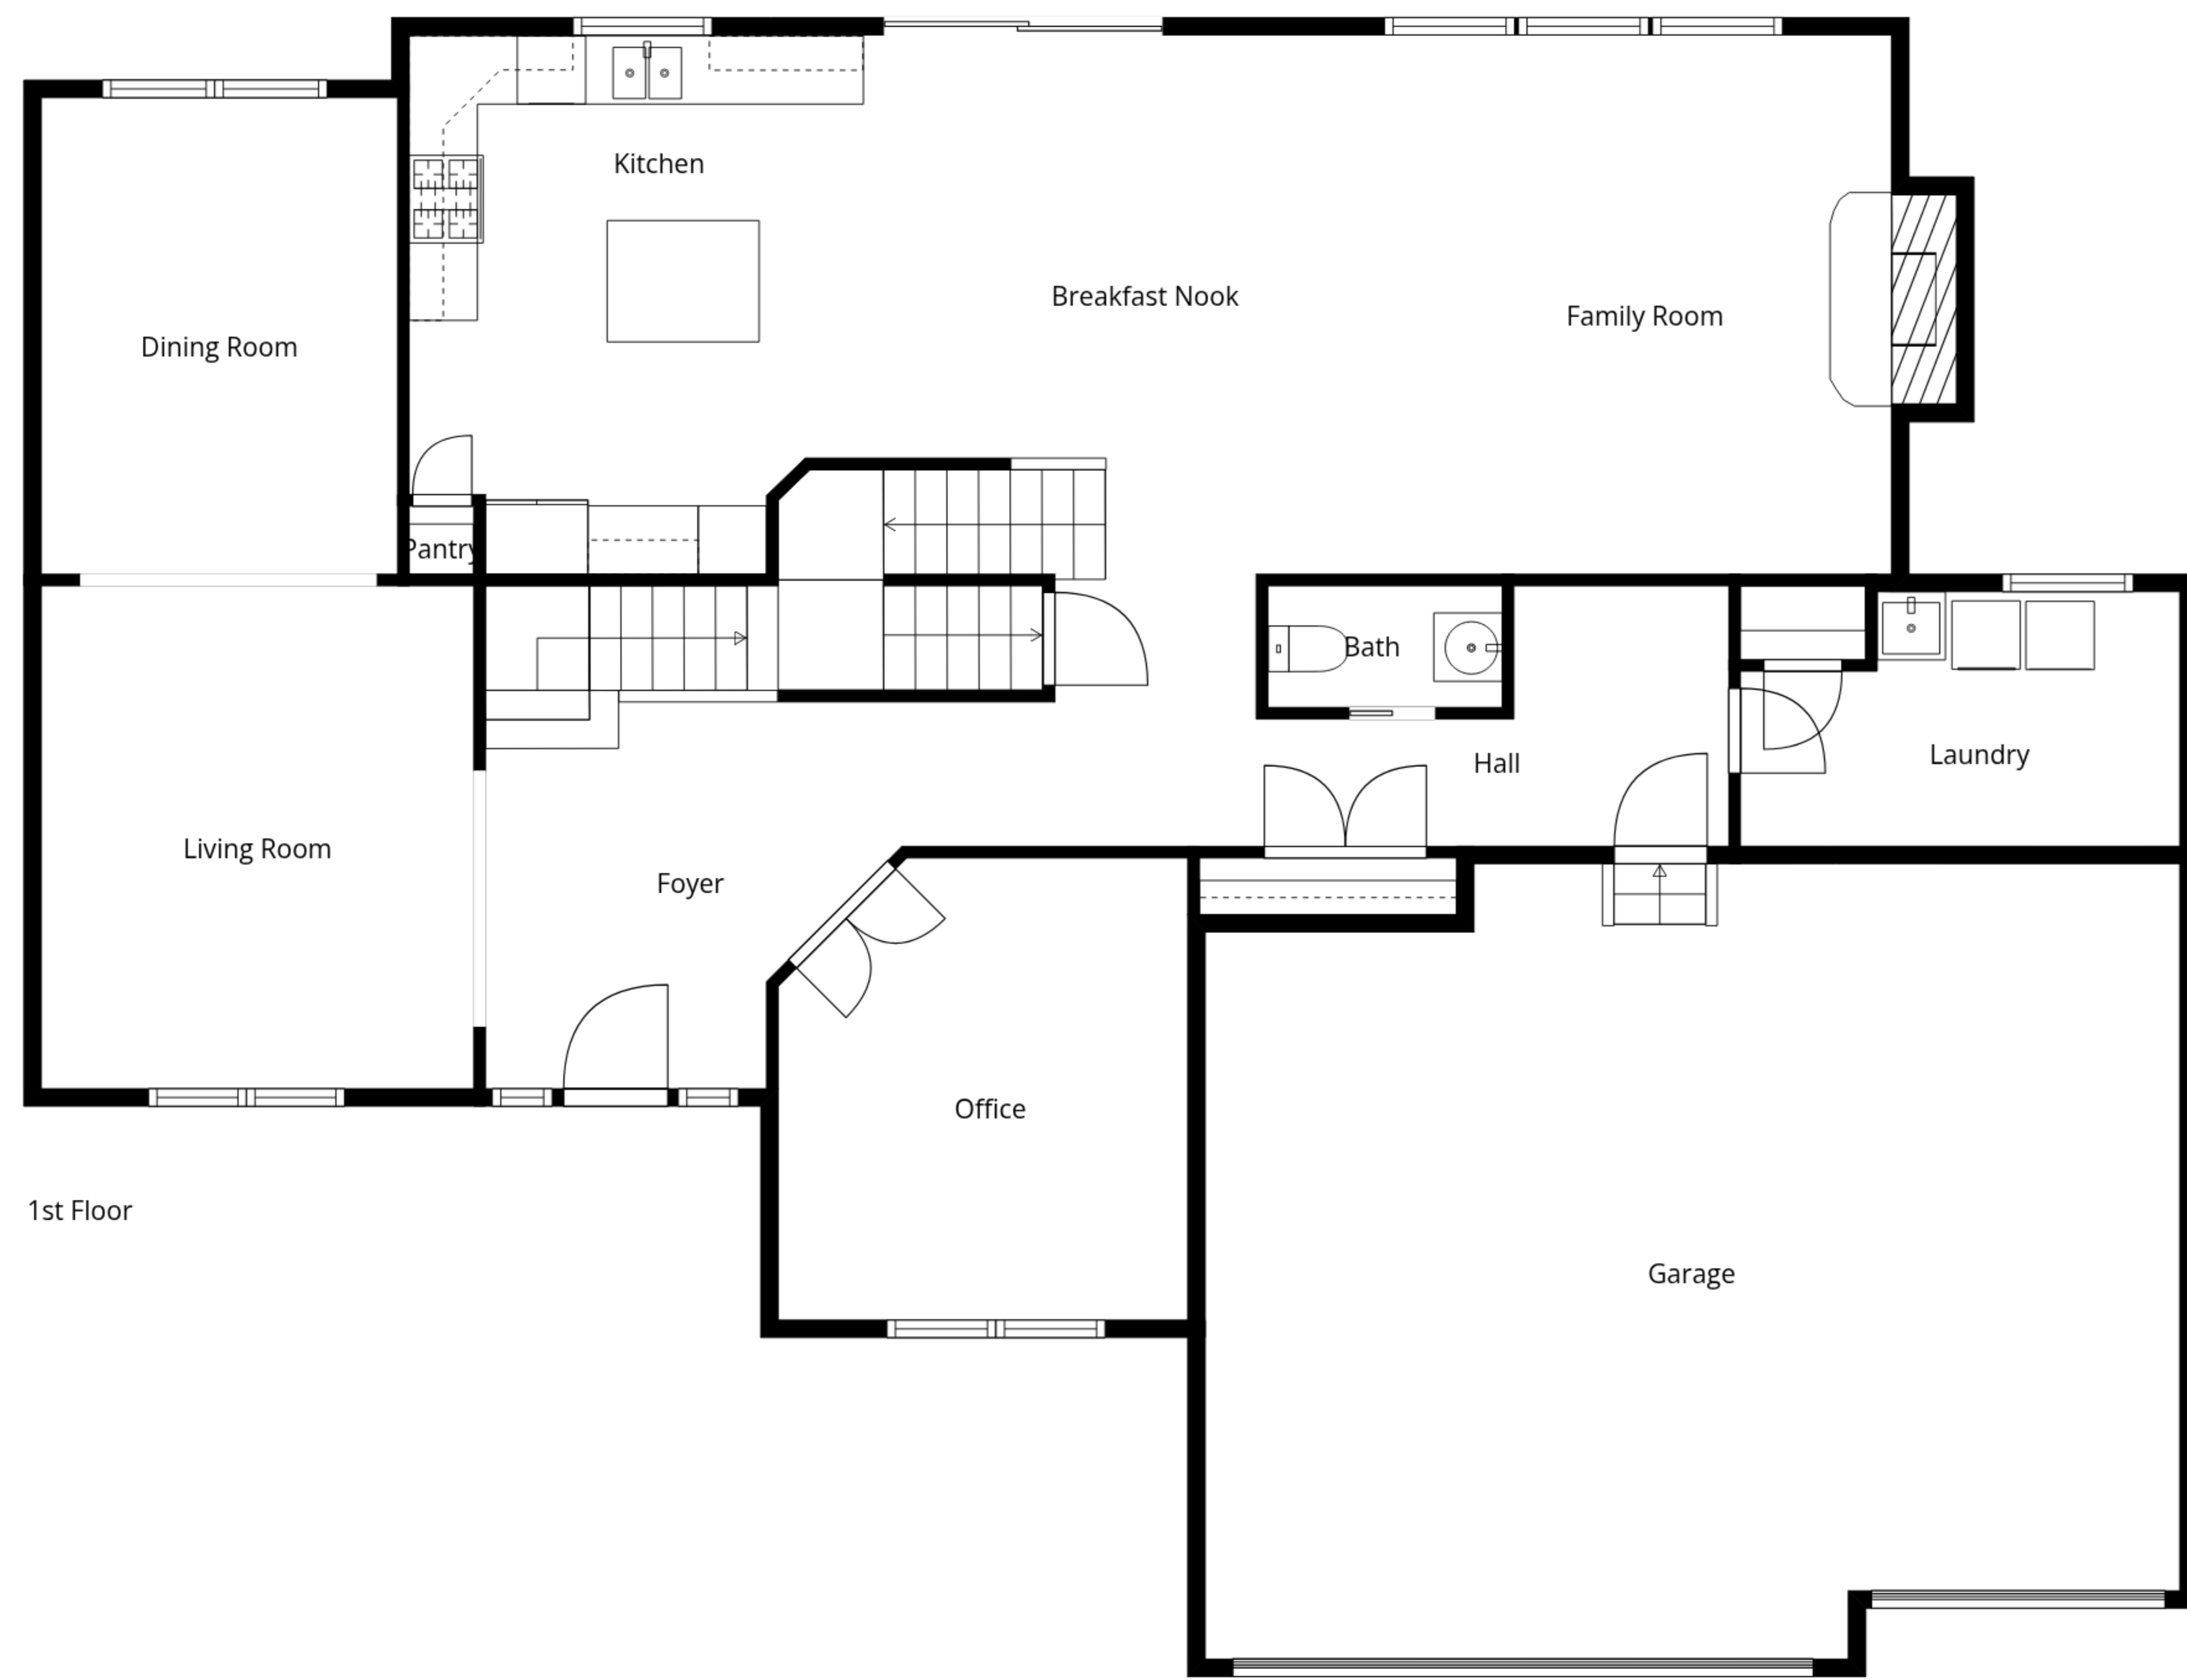 Kitchen
Breakfast Nook
Family Room
Dining Room
Pantry
Bath
Hall
Laundry
Living Room
Foyer
Office
1st Floor
Garage